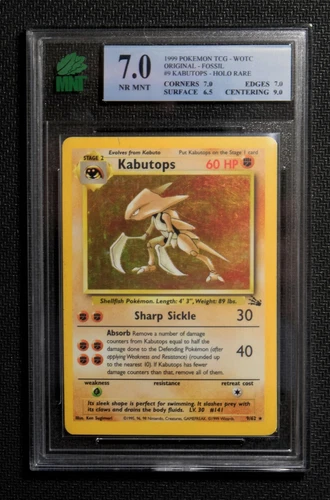 MNT
7.0
NR MNT
1999 POKEMON TCG - WOTC
ORIGINAL - FOSSIL
#9 KABUTOPS - HOLO RARE
CORNERS 7.0 EDGES 7.0
SURFACE 6.5 CENTERING 9.0
STAGE 2
Evolves from Kabuto Put Kabutops on the Stage 1 card
Kabutops 60 HP
Shellfish Pokémon. Length: 4' 3", Weight: 89 lbs.
Sharp Sickle 30
Absorb Remove a number of damage
counters from Kabutops equal to half the
damage done to the Defending Pokémon (after
applying Weakness and Resistance) (rounded up
to the nearest 10). If Kabutops has fewer
damage counters than that, remove all of them.
40
weakness resistance retreat cost
Its sleek shape is perfect for swimming. It slashes prey with
its claws and drains the body fluids. LV. 30 #141
Illus. Ken Sugimori
9/62